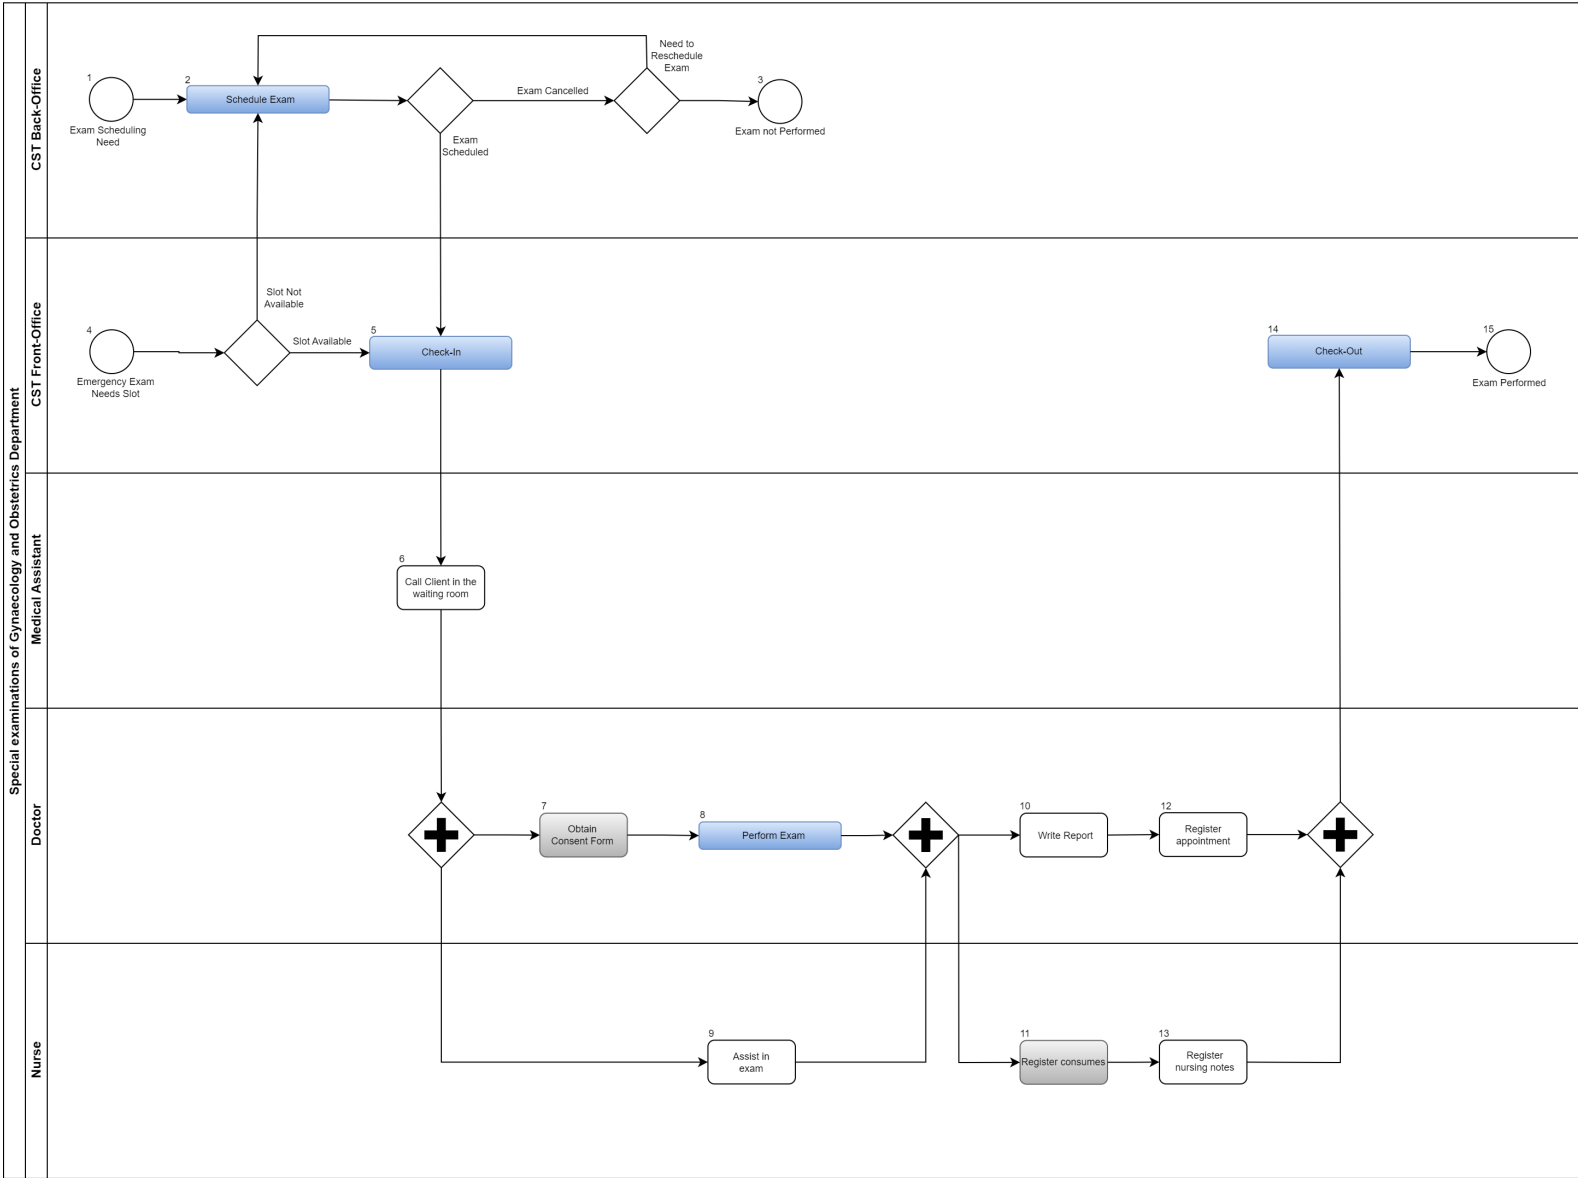 Special examinations of Gynaecology and Obstetrics Department
CST Back-Office
1
Exam Scheduling
Need
2
Schedule Exam
Exam Cancelled
Exam
Scheduled
Need to
Reschedule
Exam
3
Exam not Performed
CST Front-Office
4
Emergency Exam
Needs Slot
Slot Not
Available
Slot Available
5
Check-In
14
Check-Out
15
Exam Performed
Medical Assistant
6
Call Client in the
waiting room
Doctor
7
Obtain
Consent Form
8
Perform Exam
10
Write Report
12
Register
appointment
Nurse
9
Assist in
exam
11
Register consumes
13
Register
nursing notes